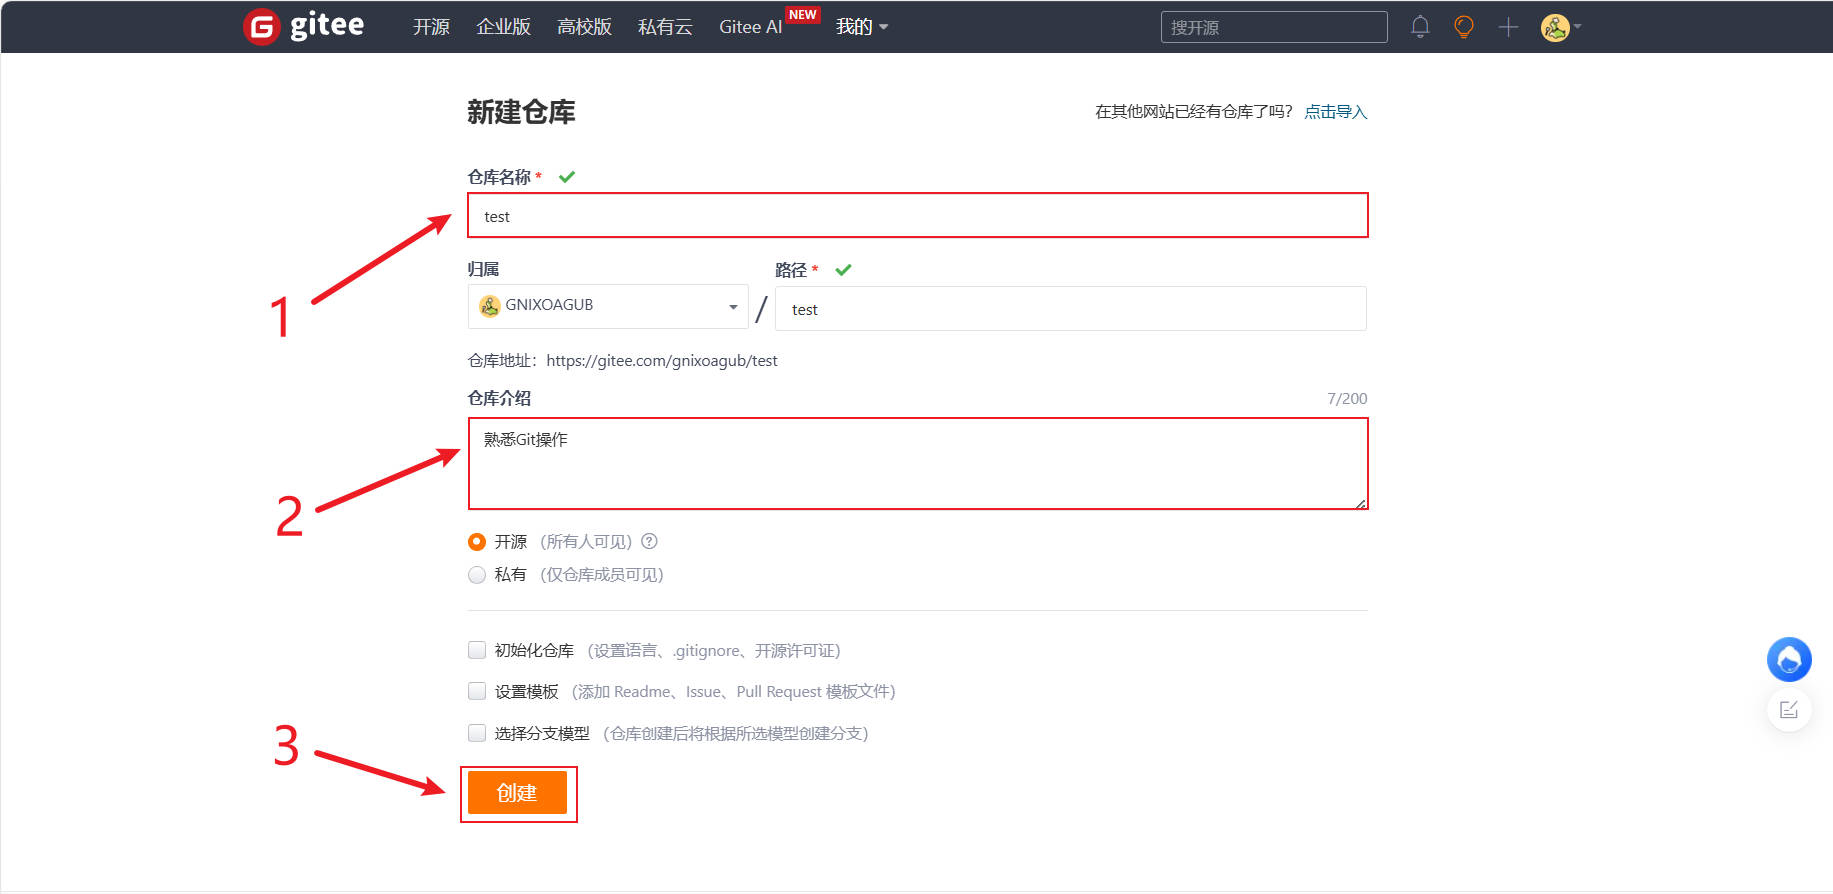 gitee 开源 企业版 高校版 私有云 Gitee AI NEW 我的 搜开源
新建仓库 在其他网站已经有仓库了吗？ 点击导入
仓库名称 *
test
1
归属 路径 *
GNIXOAGUB / test
仓库地址：https://gitee.com/gnixoagub/test
仓库介绍 7/200
熟悉Git操作
2
开源 （所有人可见） ?
私有 （仅仓库成员可见）
初始化仓库 （设置语言、.gitignore、开源许可证）
设置模板 （添加 Readme、Issue、Pull Request 模板文件）
选择分支模型 （仓库创建后将根据所选模型创建分支）
3
创建